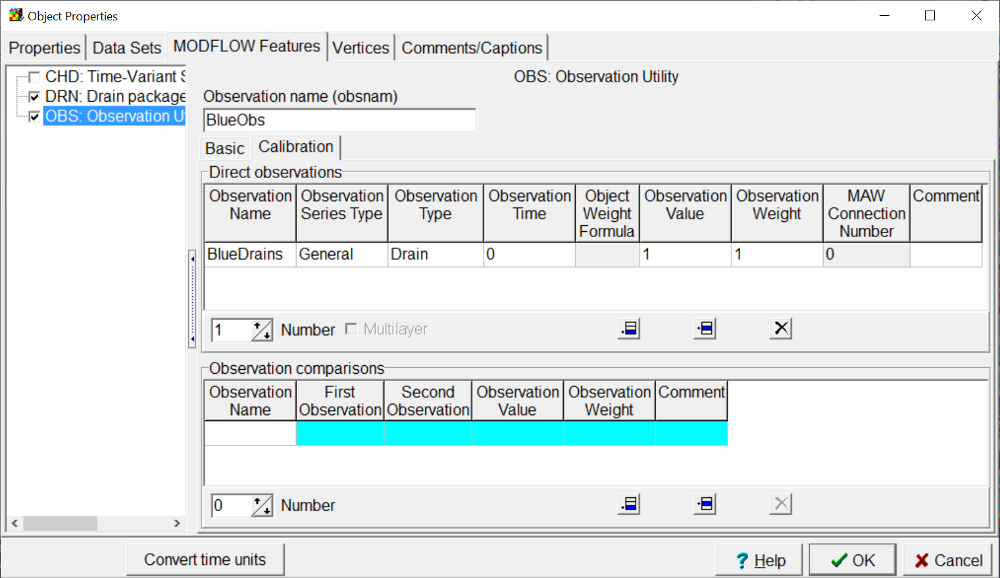 Object Properties
Properties Data Sets MODFLOW Features Vertices Comments/Captions
CHD: Time-Variant S
DRN: Drain package
OBS: Observation Ut
OBS: Observation Utility
Observation name (obsnam)
BlueObs
Basic Calibration
Direct observations
Observation Name Observation Series Type Observation Type Observation Time Object Weight Formula Observation Value Observation Weight MAW Connection Number Comment
BlueDrains General Drain 0 1 1 0
1 Number Multilayer
Observation comparisons
Observation Name First Observation Second Observation Observation Value Observation Weight Comment
0 Number
Convert time units Help OK Cancel